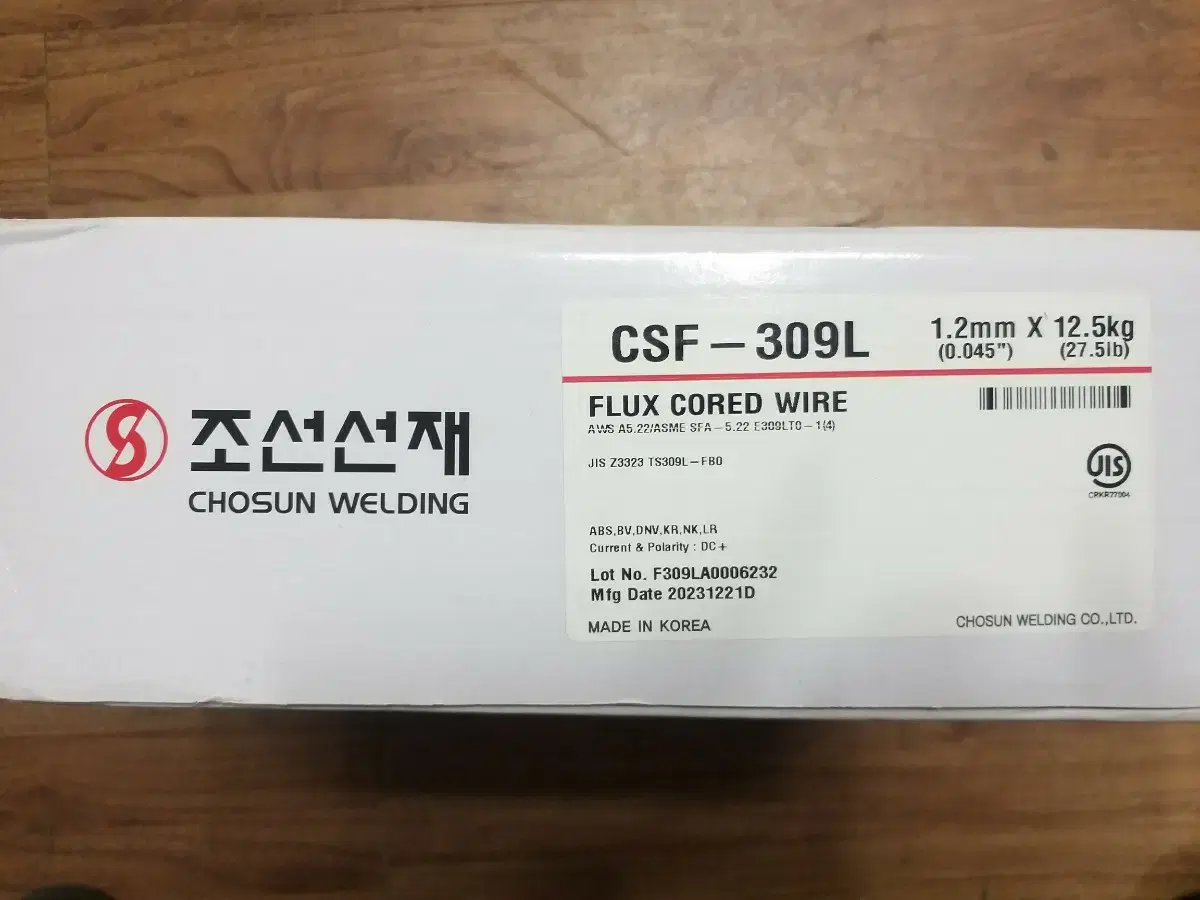 조선선재
CHOSUN WELDING
CSF-309L
1.2mm X 12.5kg
(0.045") (27.5lb)
FLUX CORED WIRE
AWS A5.22/ASME SFA-5.22 E309LT0-1(4)
JIS Z3323 TS309L-FB0
JIS
CRKR77004
ABS,BV,DNV,KR,NK,LR
Current & Polarity : DC+
Lot No. F309LA0006232
Mfg Date 20231221D
MADE IN KOREA
CHOSUN WELDING CO.,LTD.